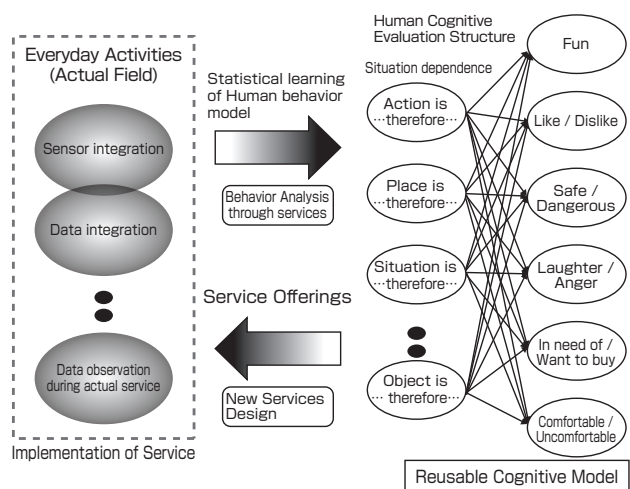 Everyday Activities
(Actual Field)
Sensor integration
Data integration
Data observation
during actual service
Implementation of Service
Statistical learning
of Human behavior
model
Behavior Analysis
through services
Service Offerings
New Services
Design
Human Cognitive
Evaluation Structure
Situation dependence
Action is
…therefore…
Place is
…therefore…
Situation is
…therefore…
Object is
…therefore…
Fun
Like / Dislike
Safe /
Dangerous
Laughter /
Anger
In need of /
Want to buy
Comfortable /
Uncomfortable
Reusable Cognitive Model